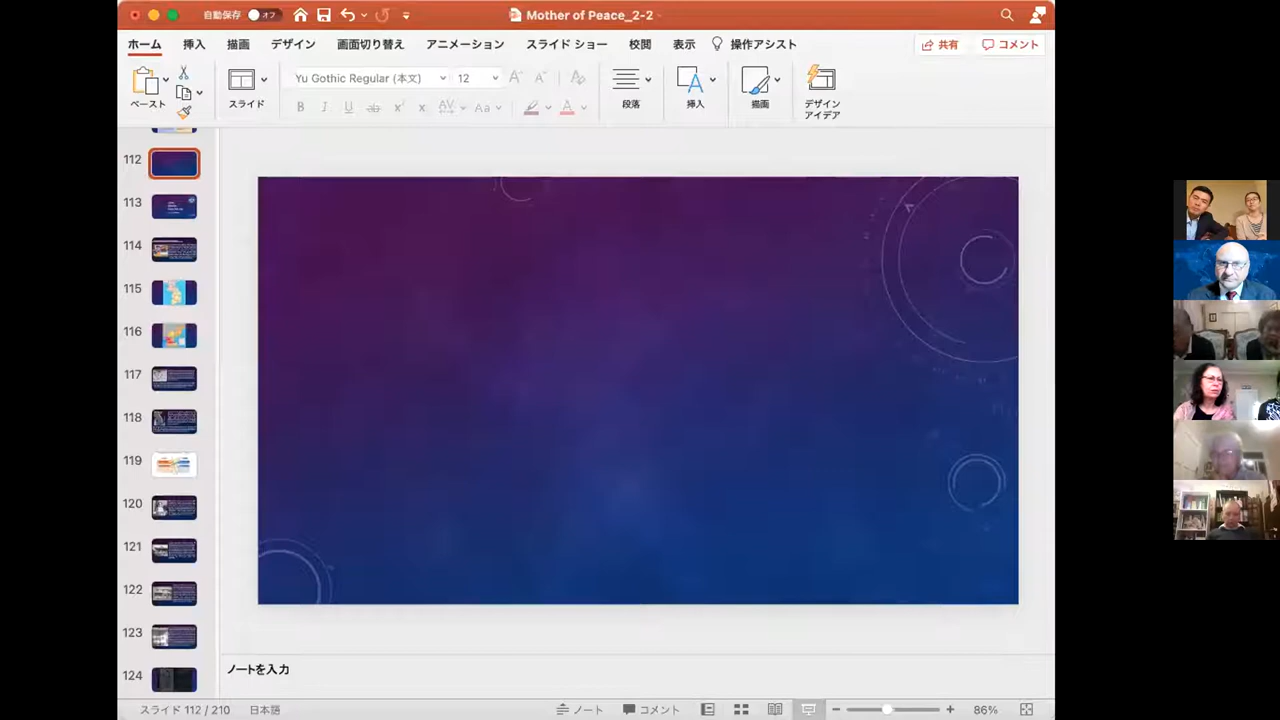 自動保存 オフ Mother of Peace_2-2
ホーム 挿入 描画 デザイン 画面切り替え アニメーション スライド ショー 校閲 表示 操作アシスト 共有 コメント
Yu Gothic Regular (本文) 12
ペースト スライド 段落 挿入 描画 デザイン
アイデア
B I U ab x x AV Aa A
112
113
114
115
116
117
118
119
120
121
122
123
124
ノートを入力
スライド 112 / 210 日本語 ノート コメント 86%